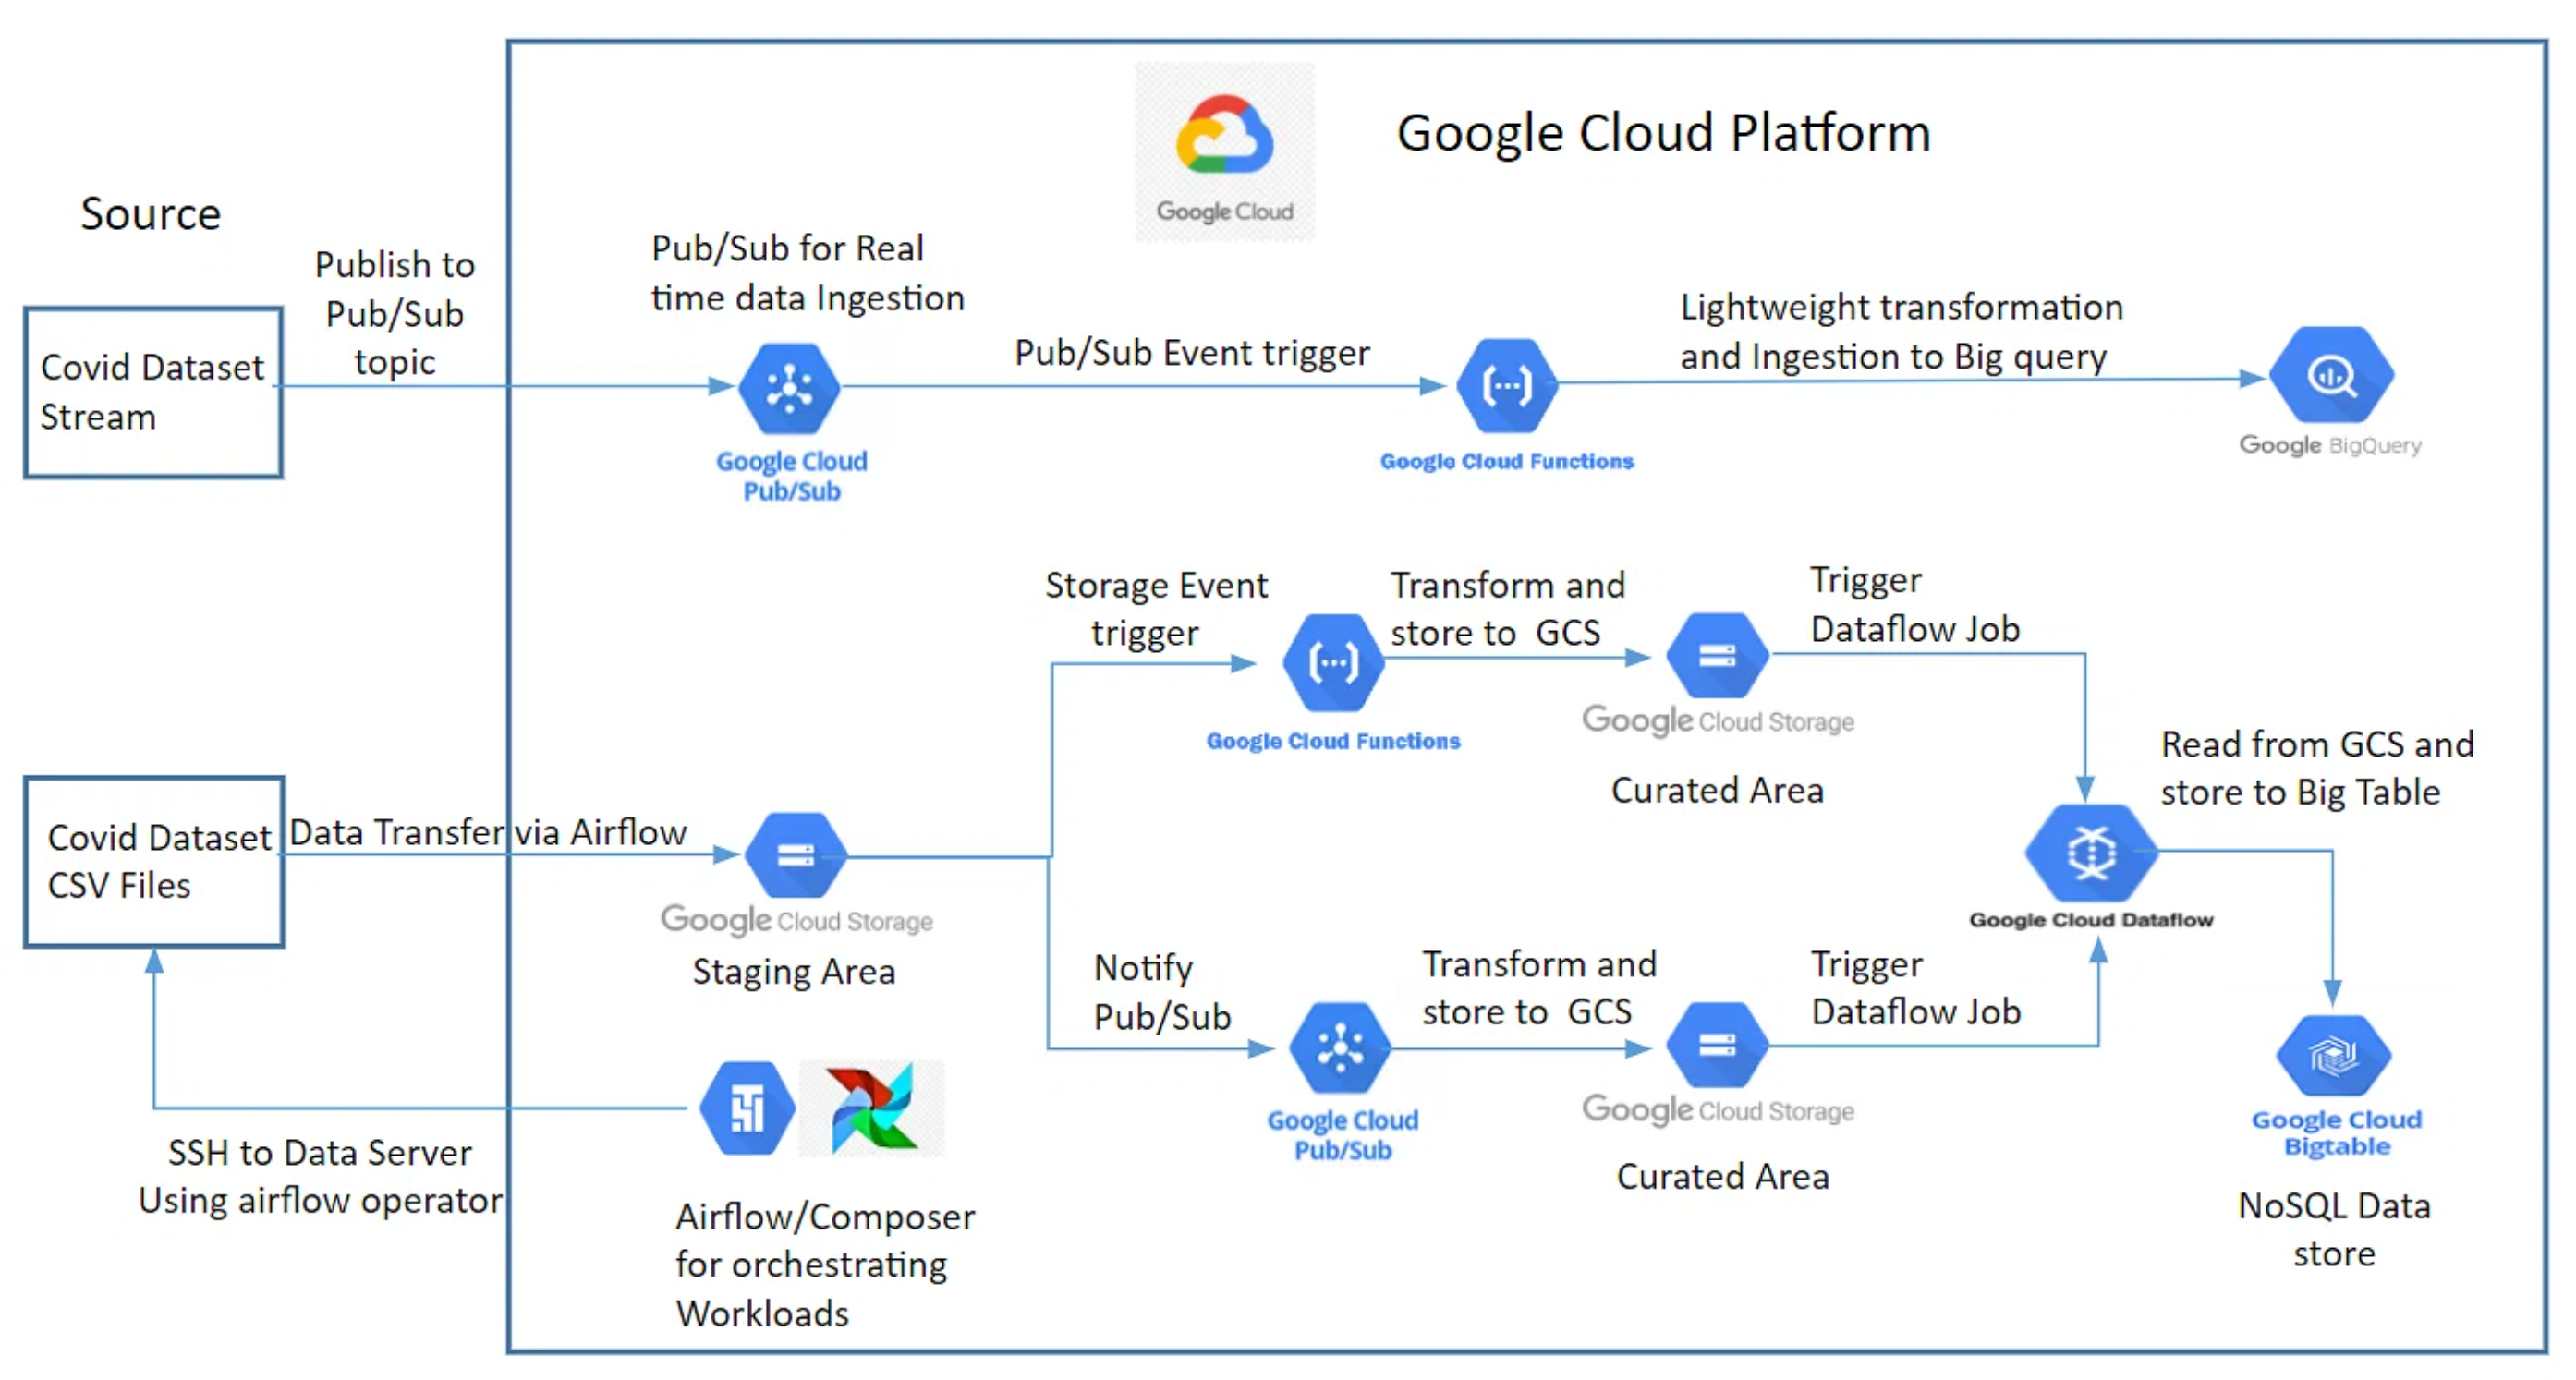 Google Cloud
Google Cloud Platform
Source
Publish to
Pub/Sub
topic
Covid Dataset
Stream
Pub/Sub for Real
time data Ingestion
Google Cloud
Pub/Sub
Pub/Sub Event trigger
Google Cloud Functions
Lightweight transformation
and Ingestion to Big query
Google BigQuery
Covid Dataset
CSV Files
Data Transfer via Airflow
Google Cloud Storage
Staging Area
Storage Event
trigger
Google Cloud Functions
Transform and
store to  GCS
Google Cloud Storage
Curated Area
Trigger
Dataflow Job
Notify
Pub/Sub
Google Cloud
Pub/Sub
Transform and
store to  GCS
Google Cloud Storage
Curated Area
Trigger
Dataflow Job
Google Cloud Dataflow
Read from GCS and
store to Big Table
Google Cloud
Bigtable
NoSQL Data
store
SSH to Data Server
Using airflow operator
Airflow/Composer
for orchestrating
Workloads